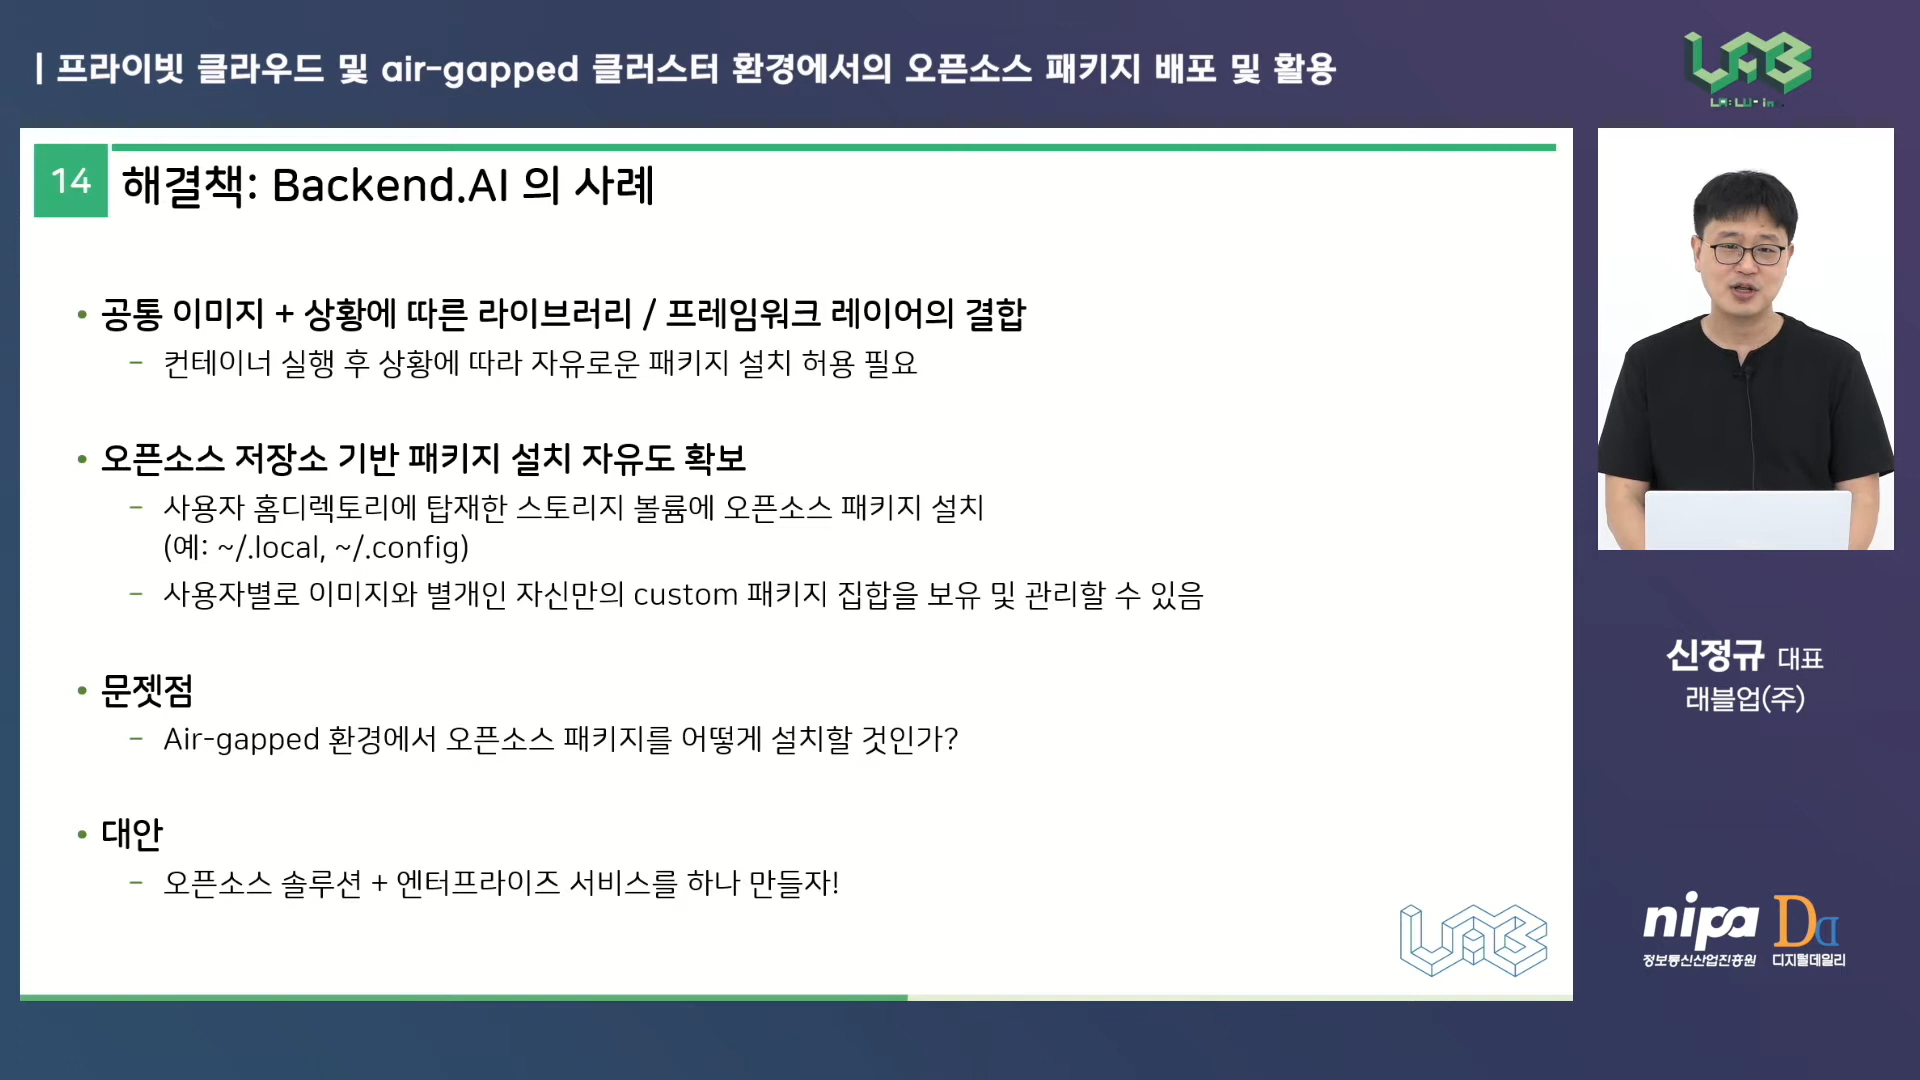 | 프라이빗 클라우드 및 air-gapped 클러스터 환경에서의 오픈소스 패키지 배포 및 활용
14
해결책: Backend.AI 의 사례
• 공통 이미지 + 상황에 따른 라이브러리 / 프레임워크 레이어의 결합
– 컨테이너 실행 후 상황에 따라 자유로운 패키지 설치 허용 필요
• 오픈소스 저장소 기반 패키지 설치 자유도 확보
– 사용자 홈디렉토리에 탑재한 스토리지 볼륨에 오픈소스 패키지 설치
(예: ~/.local, ~/.config)
– 사용자별로 이미지와 별개인 자신만의 custom 패키지 집합을 보유 및 관리할 수 있음
• 문젯점
– Air-gapped 환경에서 오픈소스 패키지를 어떻게 설치할 것인가?
• 대안
– 오픈소스 솔루션 + 엔터프라이즈 서비스를 하나 만들자!
LAB
LAB
신정규 대표
래블업(주)
nipa
정보통신산업진흥원
DD
디지털데일리